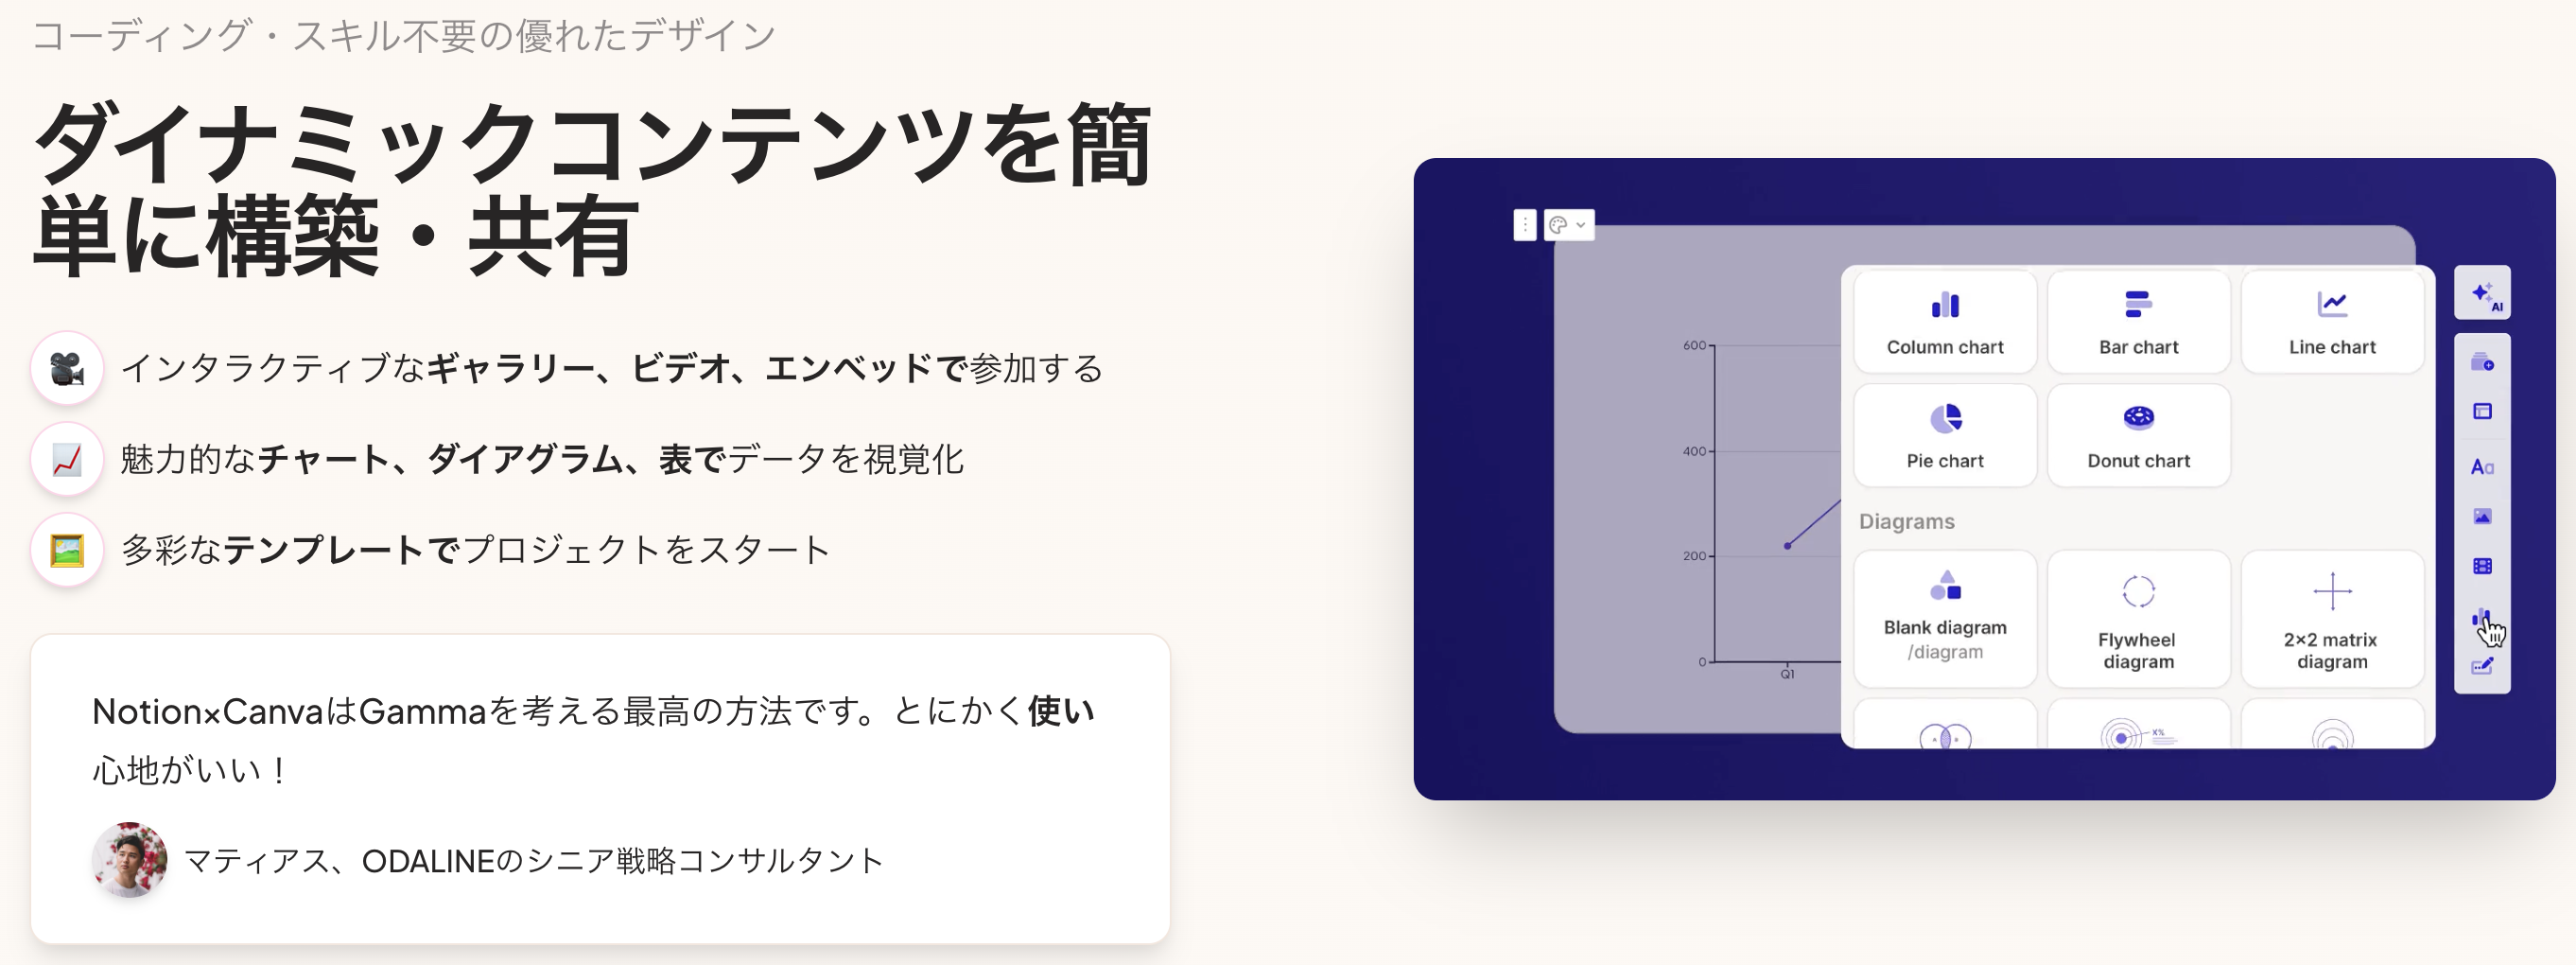 コーディング・スキル不要の優れたデザイン
ダイナミックコンテンツを簡
単に構築・共有
インタラクティブなギャラリー、ビデオ、エンベッドで参加する
魅力的なチャート、ダイアグラム、表でデータを視覚化
多彩なテンプレートでプロジェクトをスタート
Notion×CanvaはGammaを考える最高の方法です。とにかく使い
心地がいい！
マティアス、ODALINEのシニア戦略コンサルタント
600
400
200
0
Q1
Column chart
Bar chart
Line chart
Pie chart
Donut chart
Diagrams
Blank diagram
/diagram
Flywheel
diagram
2×2 matrix
diagram
X%
AI
Aa